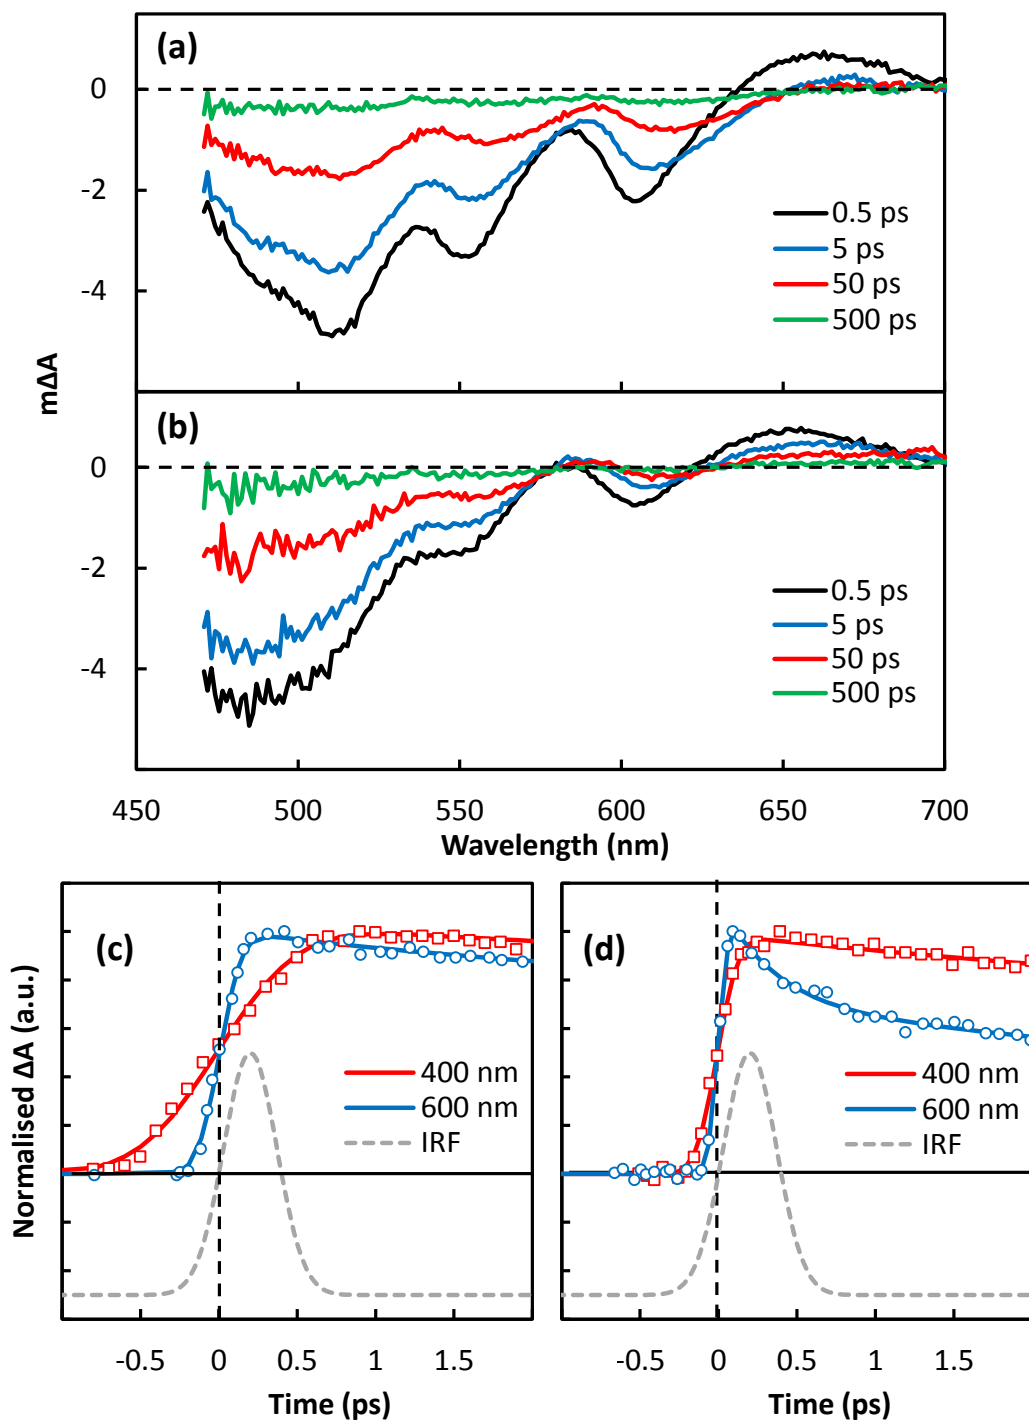 (a)
0
-2
-4
0.5 ps
5 ps
50 ps
500 ps
mΔA
(b)
0
-2
-4
0.5 ps
5 ps
50 ps
500 ps
450 500 550 600 650 700
Wavelength (nm)
(c)
400 nm
600 nm
IRF
Normalised ΔA (a.u.)
-0.5 0 0.5 1 1.5
Time (ps)
(d)
400 nm
600 nm
IRF
-0.5 0 0.5 1 1.5
Time (ps)